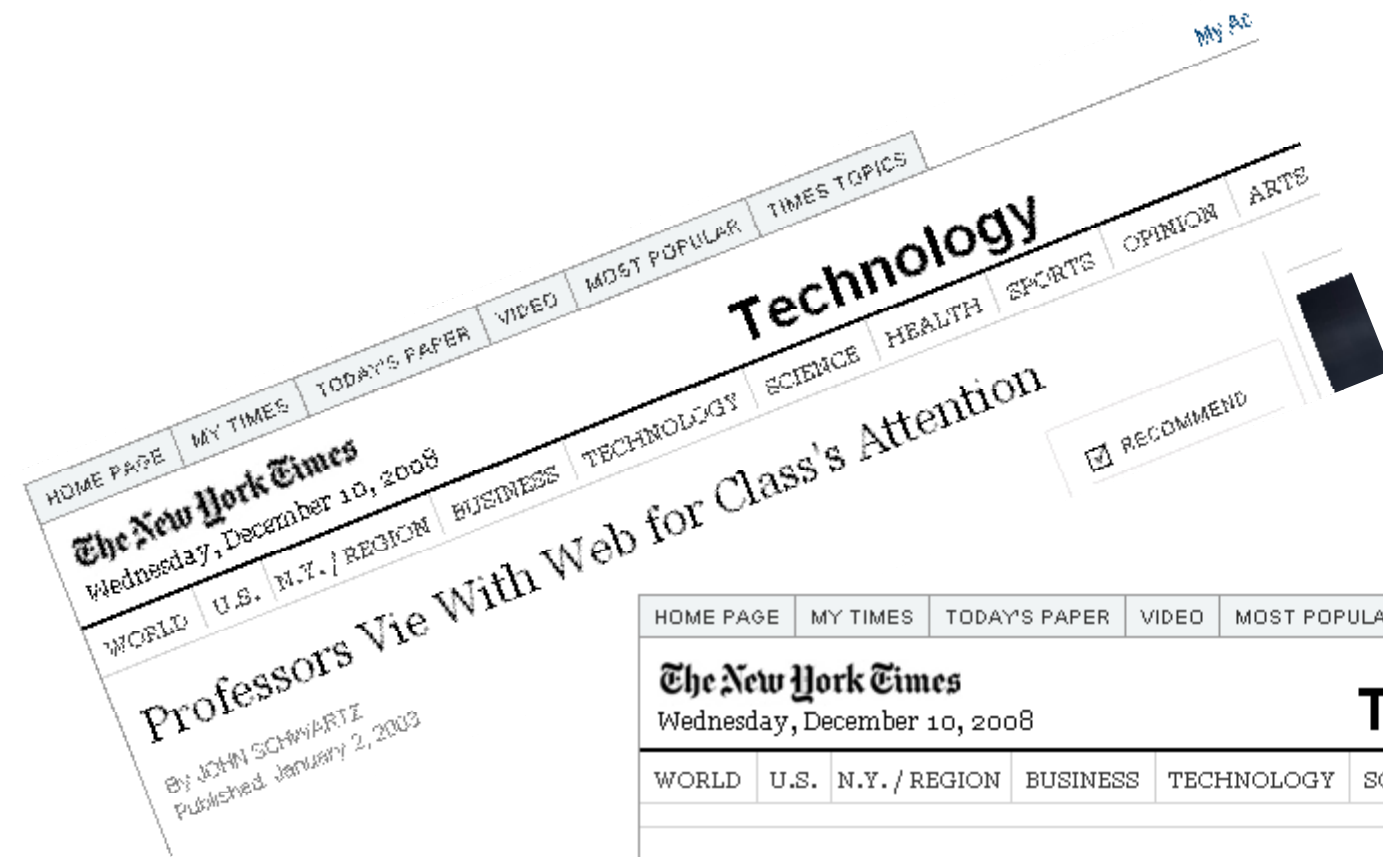 My Ac
HOME PAGE MY TIMES TODAY'S PAPER VIDEO MOST POPULAR TIMES TOPICS
The New York Times
Wednesday, December 10, 2008
Technology
WORLD U.S. N.Y. / REGION BUSINESS TECHNOLOGY SCIENCE HEALTH SPORTS OPINION ARTS
Professors Vie With Web for Class's Attention
By JOHN SCHWARTZ
Published: January 2, 2003
RECOMMEND
HOME PAGE MY TIMES TODAY'S PAPER VIDEO MOST POPULA
The New York Times
Wednesday, December 10, 2008
T
WORLD U.S. N.Y. / REGION BUSINESS TECHNOLOGY SC